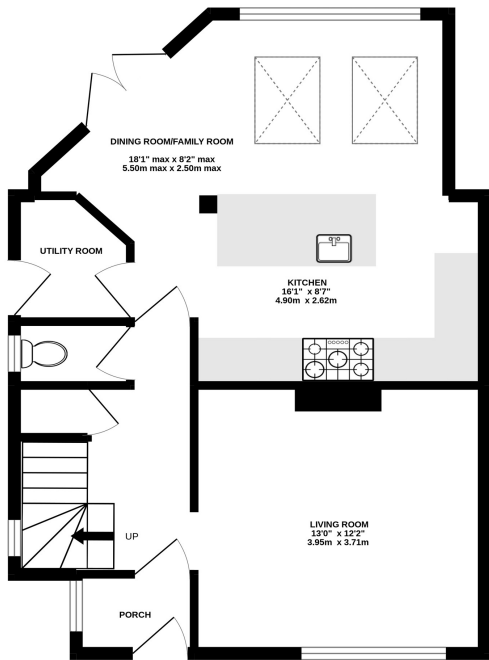 DINING ROOM/FAMILY ROOM
18'1" max x 8'2" max
5.50m max x 2.50m max
UTILITY ROOM
KITCHEN
16'1" x 8'7"
4.90m x 2.62m
LIVING ROOM
13'0" x 12'2"
3.95m x 3.71m
UP
PORCH